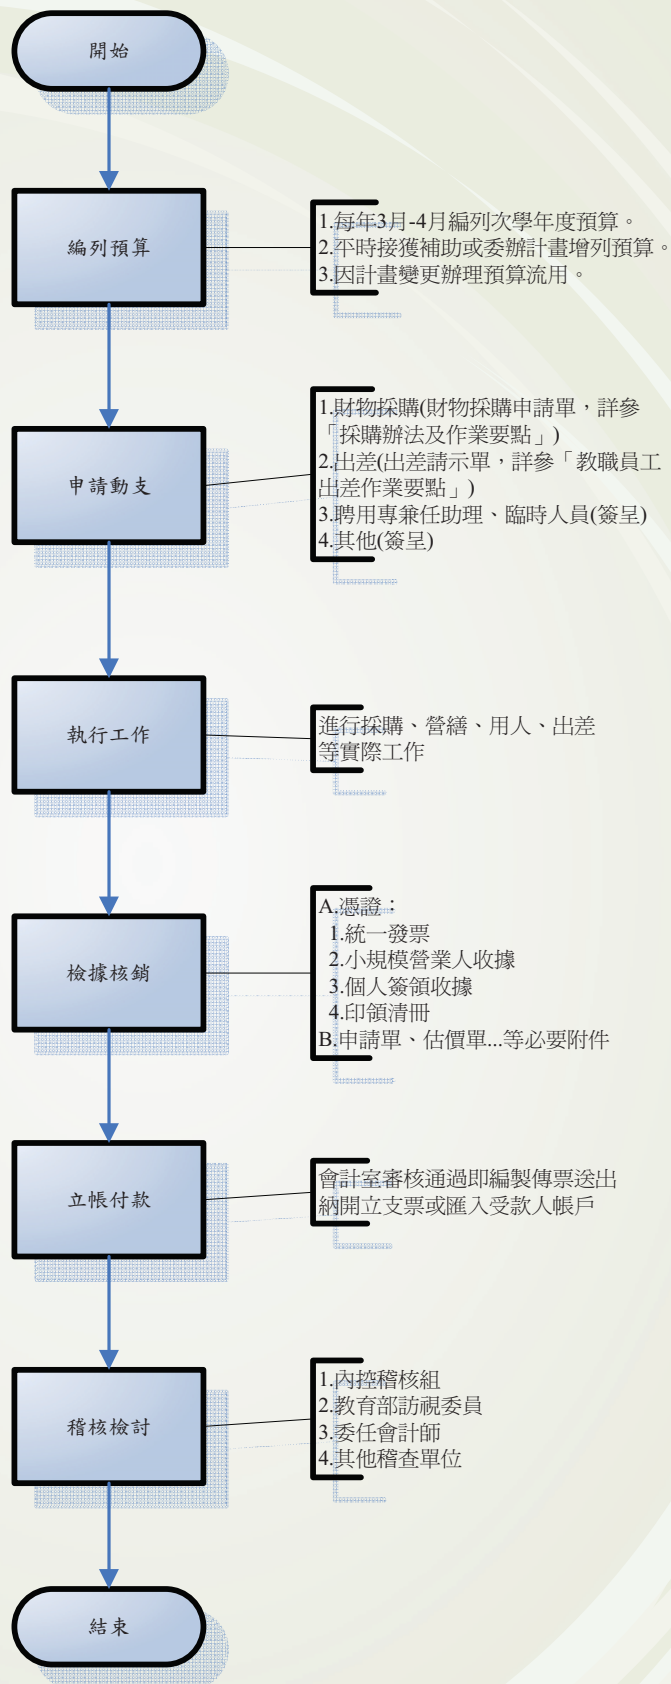 開始
編列預算
1.每年3月-4月編列次學年度預算。
2.不時接獲補助或委辦計畫增列預算。
3.因計畫變更辦理預算流用。
申請動支
1.財物採購(財物採購申請單，詳參
「採購辦法及作業要點」)
2.出差(出差請示單，詳參「教職員工
出差作業要點」)
3.聘用專兼任助理、臨時人員(簽呈)
4.其他(簽呈)
執行工作
進行採購、營繕、用人、出差
等實際工作
檢據核銷
A.憑證：
1.統一發票
2.小規模營業人收據
3.個人簽領收據
4.印領清冊
B.申請單、估價單...等必要附件
立帳付款
會計室審核通過即編製傳票送出
納開立支票或匯入受款人帳戶
稽核檢討
1.內控稽核組
2.教育部訪視委員
3.委任會計師
4.其他稽查單位
結束